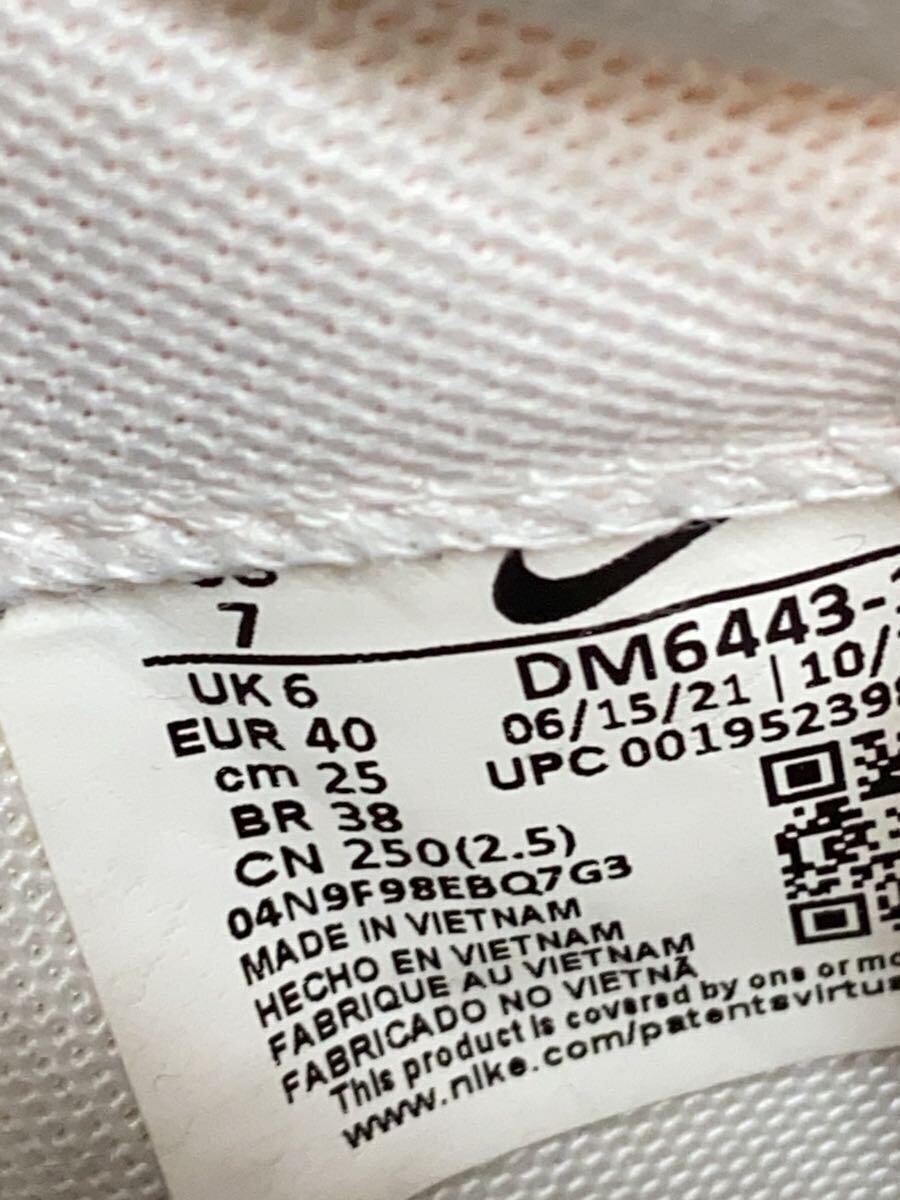 7
UK 6
EUR 40
cm 25
BR 38
CN 250(2.5)
04N9F98EBQ7G3
MADE IN VIETNAM
HECHO EN VIETNAM
FABRIQUE AU VIETNAM
FABRICADO NO VIETNÃ
This product is covered by one or
www.nike.com/patentsvirtua
DM6443-
06/15/21 | 10/
UPC 00195239